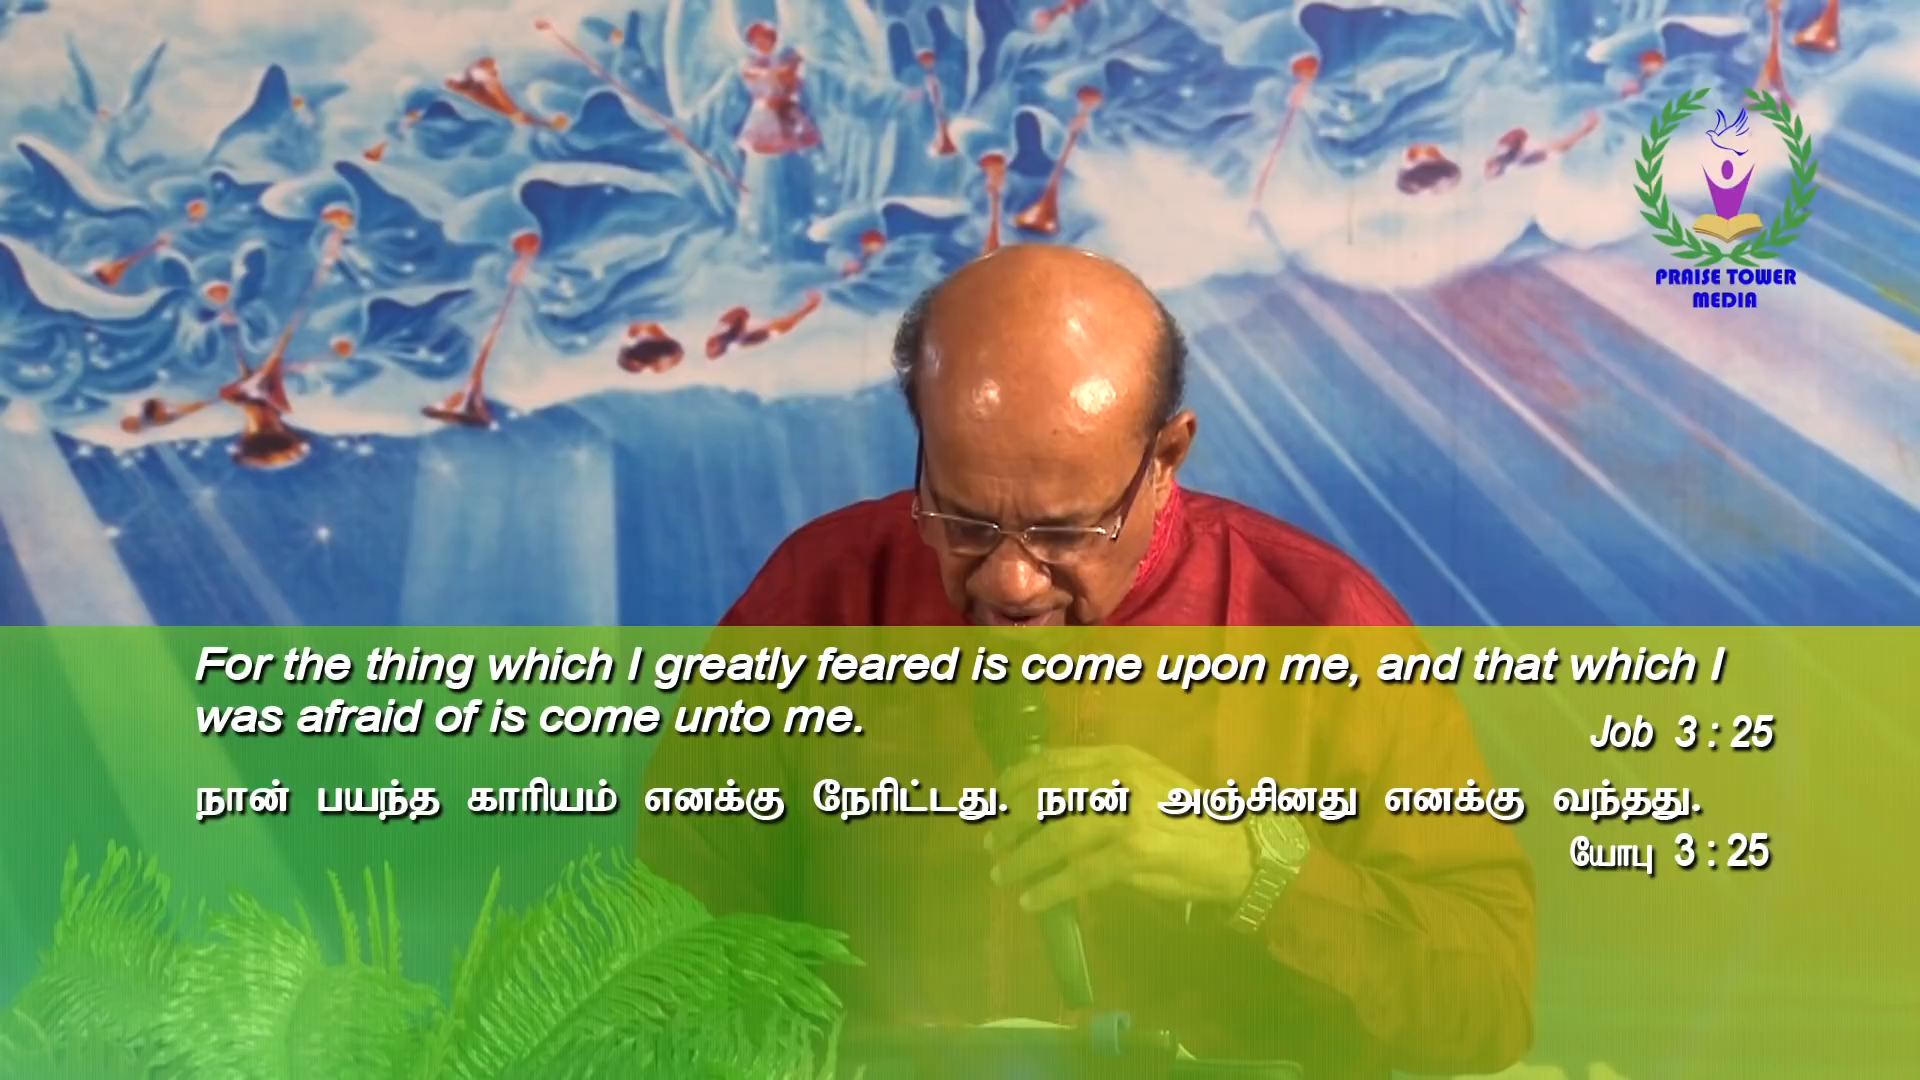 PRAISE TOWER
MEDIA
For the thing which I greatly feared is come upon me, and that which I
was afraid of is come unto me.
Job 3 : 25
நான் பயந்த காரியம் எனக்கு நேரிட்டது. நான் அஞ்சினது எனக்கு வந்தது.
யோபு 3 : 25